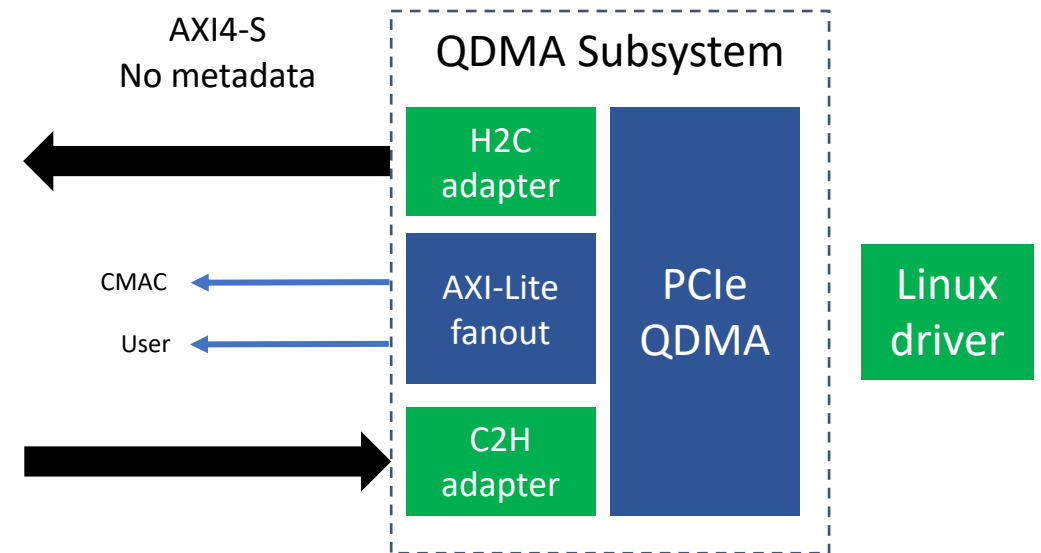 AXI4-S
No metadata
QDMA Subsystem
H2C
adapter
CMAC
User
AXI-Lite
fanout
PCIe
QDMA
Linux
driver
C2H
adapter